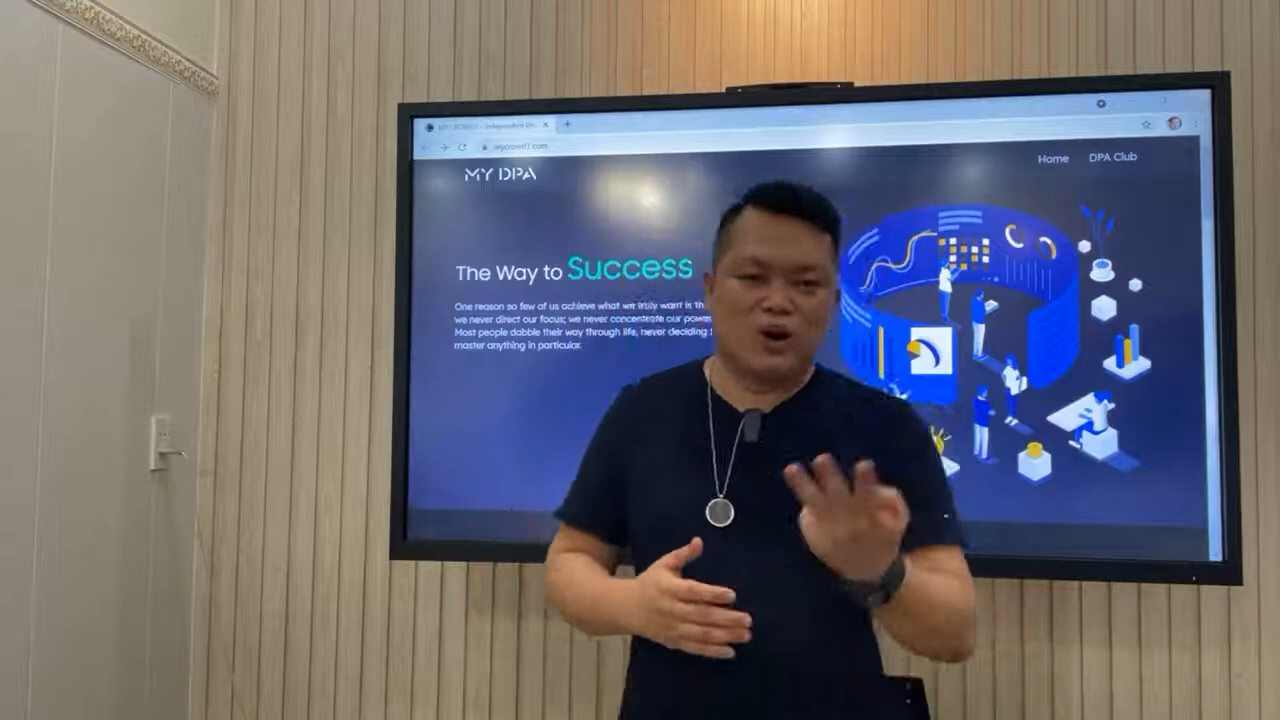 mycrowd1.com
MY DPA
Home DPA Club
The Way to Success
One reason so few of us achieve what we truly want is
we never direct our focus; we never concentrate our
Most people dabble their way through life, never deciding
master anything in particular.